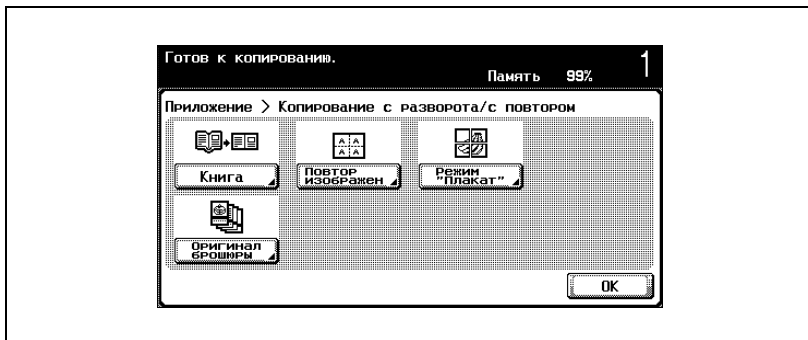 Готов к копированию.
Память 99% 1
Приложение > Копирование с разворота/с повтором
A A
A A
Книга
Повтор
изображен
Режим
"Плакат"
Оригинал
брошюры
OK